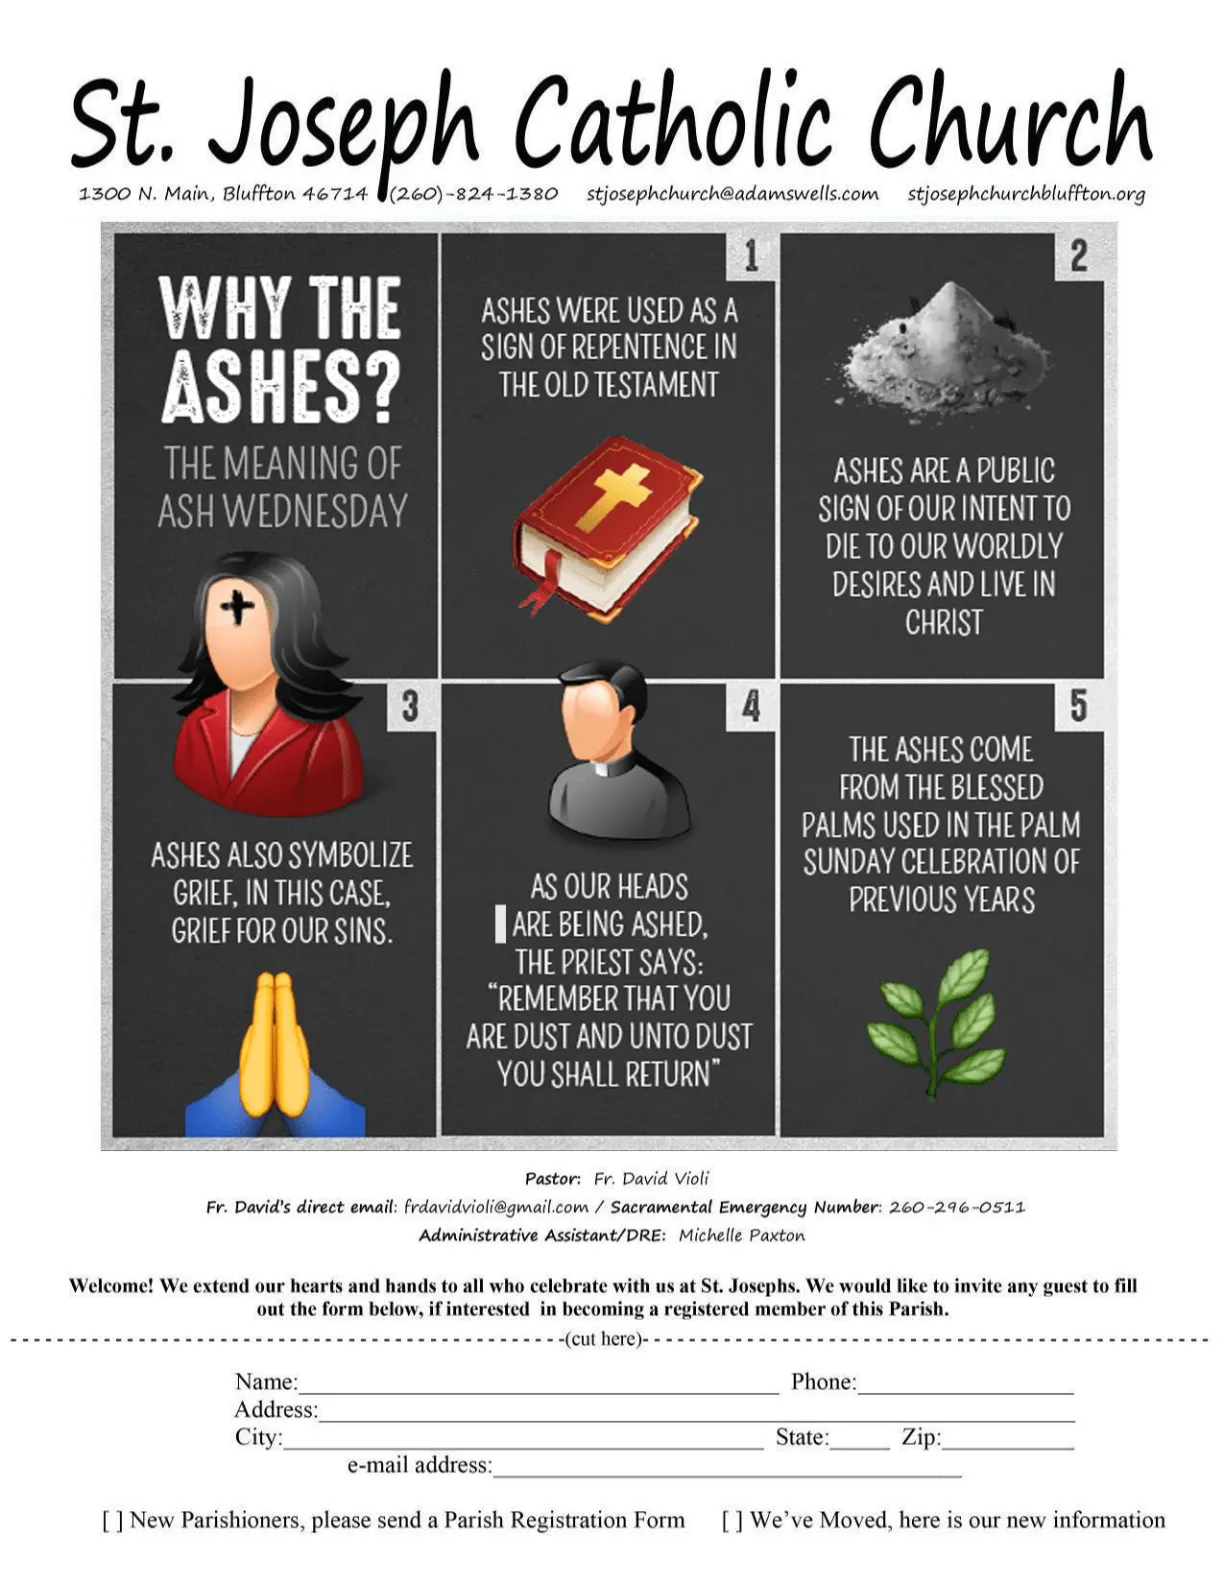 St. Joseph Catholic Church
1300 N. Main, Bluffton 46714 (260)-824-1380 stjosephchurch@adamswells.com stjosephchurchbluffton.org
WHY THE
ASHES?
THE MEANING OF
ASH WEDNESDAY
1
ASHES WERE USED AS A
SIGN OF REPENTENCE IN
THE OLD TESTAMENT
2
ASHES ARE A PUBLIC
SIGN OF OUR INTENT TO
DIE TO OUR WORLDLY
DESIRES AND LIVE IN
CHRIST
3
ASHES ALSO SYMBOLIZE
GRIEF, IN THIS CASE,
GRIEF FOR OUR SINS.
4
AS OUR HEADS
ARE BEING ASHED,
THE PRIEST SAYS:
“REMEMBER THAT YOU
ARE DUST AND UNTO DUST
YOU SHALL RETURN”
5
THE ASHES COME
FROM THE BLESSED
PALMS USED IN THE PALM
SUNDAY CELEBRATION OF
PREVIOUS YEARS
Pastor: Fr. David Violi
Fr. David's direct email: frdavidvioli@gmail.com / Sacramental Emergency Number: 260-296-0511
Administrative Assistant/DRE: Michelle Paxton
Welcome! We extend our hearts and hands to all who celebrate with us at St. Josephs. We would like to invite any guest to fill
out the form below, if interested in becoming a registered member of this Parish.
-(cut here)-
Name: Phone:
Address:
City: State: Zip:
e-mail address:
[ ] New Parishioners, please send a Parish Registration Form [ ] We’ve Moved, here is our new information